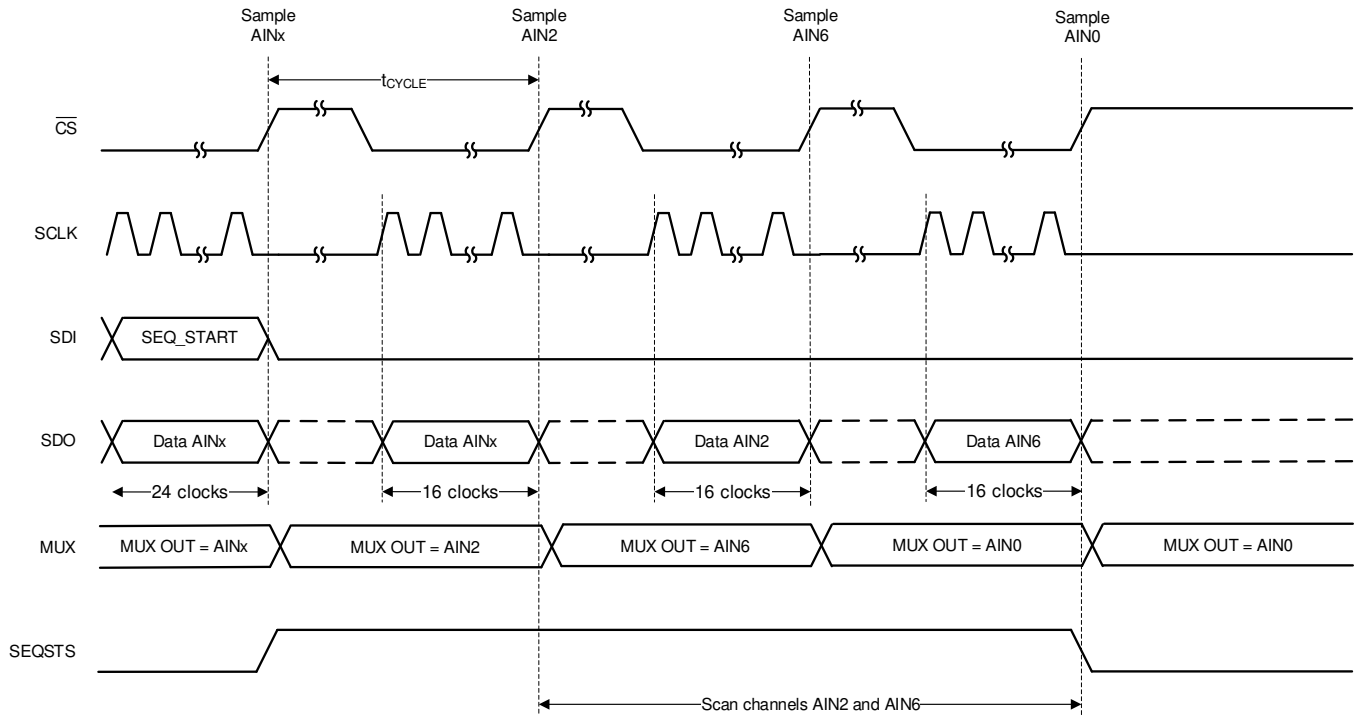 Sample
AINx
Sample
AIN2
Sample
AIN6
Sample
AIN0
tCYCLE
CS
SCLK
SDI
SEQ_START
SDO
Data AINx
Data AINx
Data AIN2
Data AIN6
24 clocks
16 clocks
16 clocks
16 clocks
MUX
MUX OUT = AINx
MUX OUT = AIN2
MUX OUT = AIN6
MUX OUT = AIN0
MUX OUT = AIN0
SEQSTS
Scan channels AIN2 and AIN6